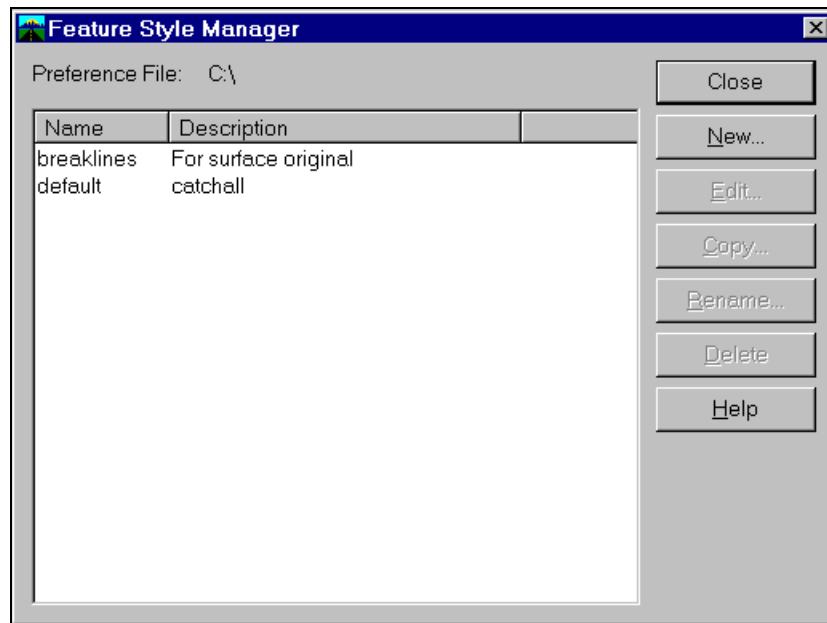 Feature Style Manager
Preference File: C:\
Close
Name Description
New...
breaklines For surface original
default catchall
Edit...
Copy...
Rename...
Delete
Help